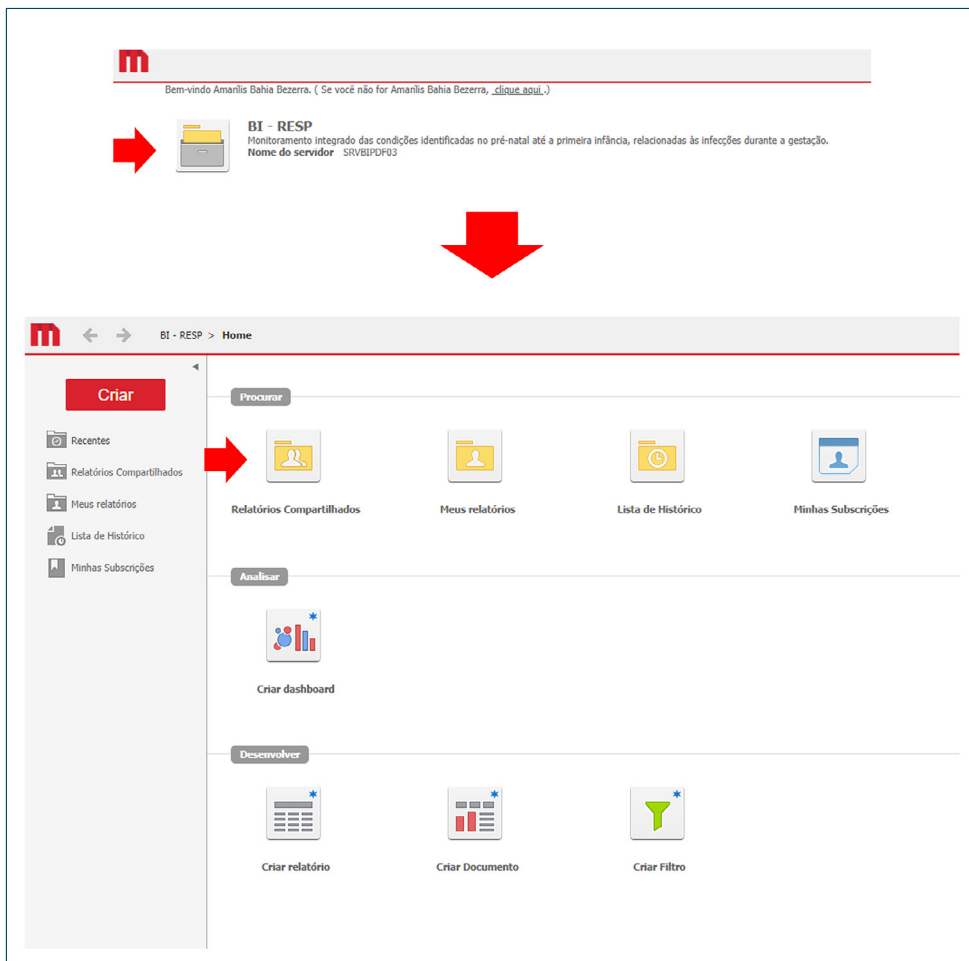 Bem-vindo Amarilis Bahia Bezerra. ( Se você não for Amarilis Bahia Bezerra, clique aqui .)
BI - RESP
Monitoramento integrado das condições identificadas no pré-natal até a primeira infância, relacionadas às infecções durante a gestação.
Nome do servidor SRVBIPDF03
BI - RESP > Home
Criar
Recentes
Relatórios Compartilhados
Meus relatórios
Lista de Histórico
Minhas Subscrições
Procurar
Relatórios Compartilhados
Meus relatórios
Lista de Histórico
Minhas Subscrições
Analisar
Criar dashboard
Desenvolver
Criar relatório
Criar Documento
Criar Filtro